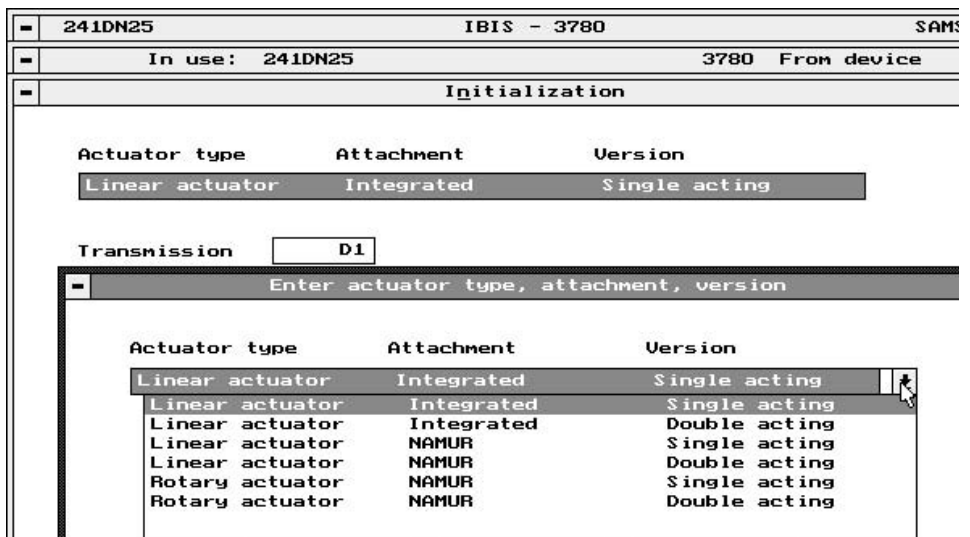 241DN25 IBIS - 3780 SAMS
In use: 241DN25 3780 From device
Initialization
Actuator type Attachment Version
Linear actuator Integrated Single acting
Transmission D1
Enter actuator type, attachment, version
Actuator type Attachment Version
Linear actuator Integrated Single acting
Linear actuator Integrated Single acting
Linear actuator Integrated Double acting
Linear actuator NAMUR Single acting
Linear actuator NAMUR Double acting
Rotary actuator NAMUR Single acting
Rotary actuator NAMUR Double acting